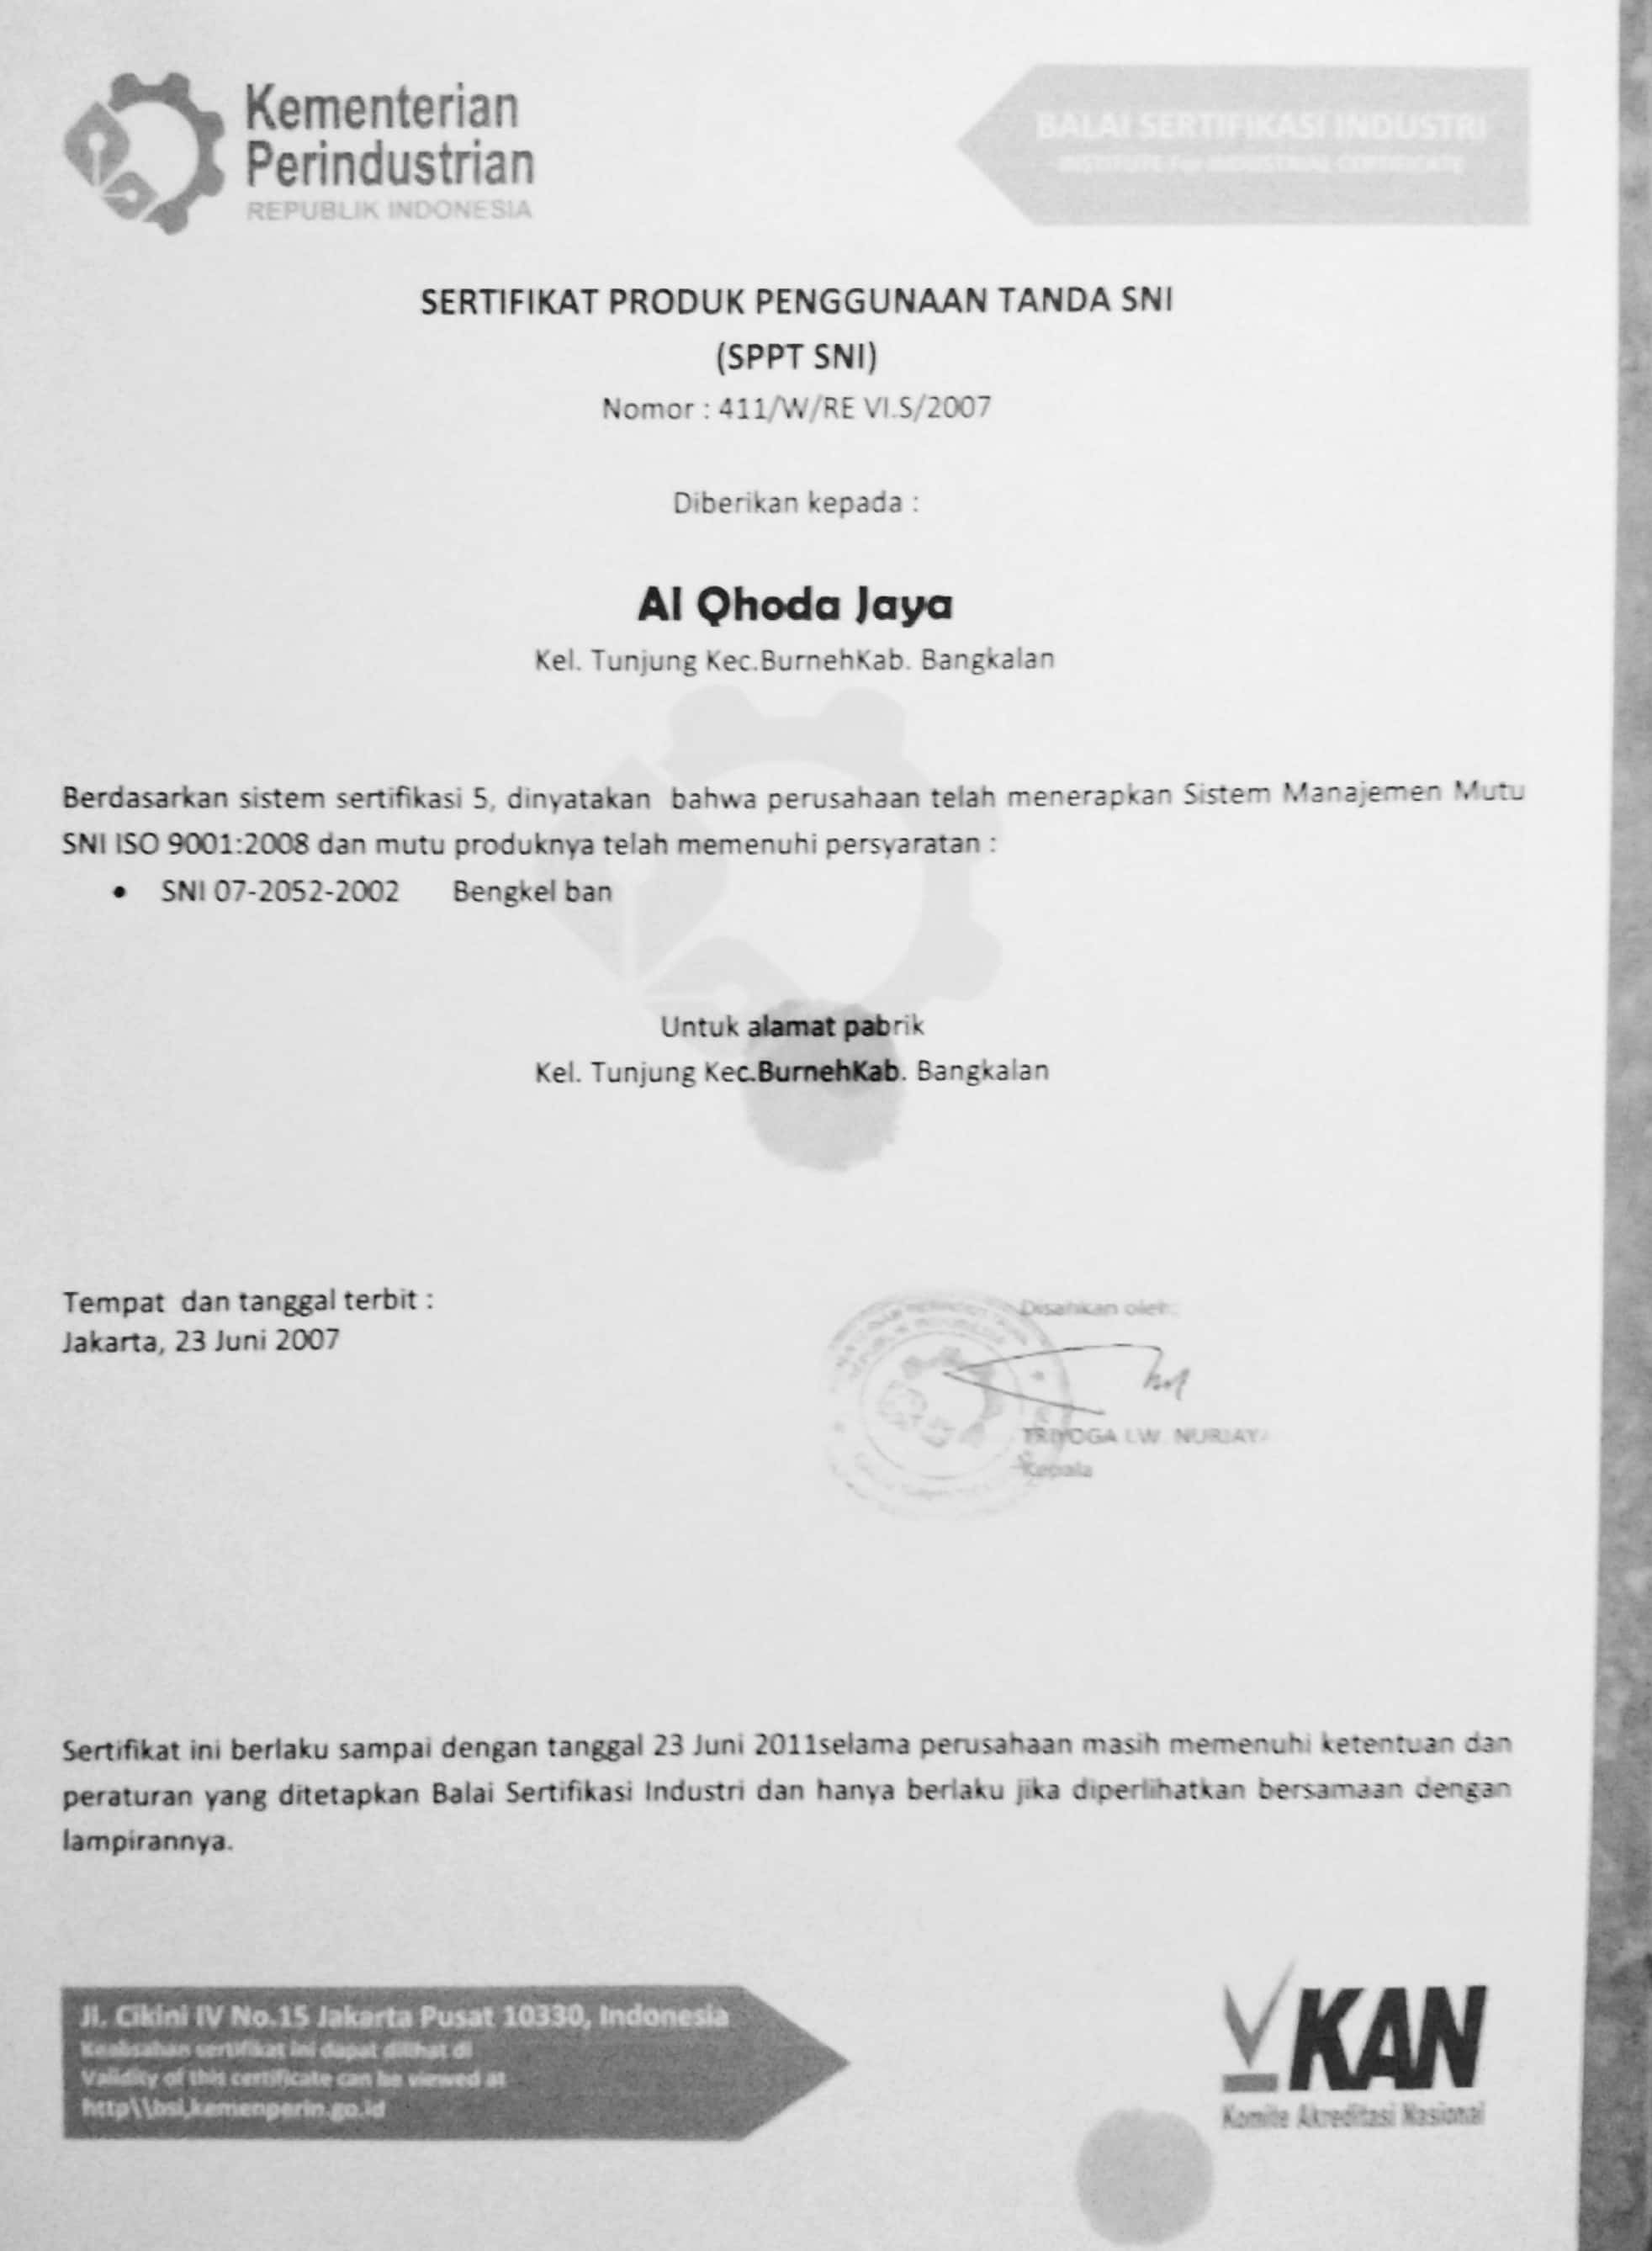 Kementerian
Perindustrian
REPUBLIK INDONESIA
BALAI SERTIFIKASI INDUSTRI
INSTITUTE For INDUSTRIAL CERTIFICATE
SERTIFIKAT PRODUK PENGGUNAAN TANDA SNI
(SPPT SNI)
Nomor : 411/W/RE VI.S/2007
Diberikan kepada :
Al Qhoda Jaya
Kel. Tunjung Kec.BurnehKab. Bangkalan
Berdasarkan sistem sertifikasi 5, dinyatakan bahwa perusahaan telah menerapkan Sistem Manajemen Mutu
SNI ISO 9001:2008 dan mutu produknya telah memenuhi persyaratan :
• SNI 07-2052-2002 Bengkel ban
Untuk alamat pabrik
Kel. Tunjung Kec.BurnehKab. Bangkalan
Tempat dan tanggal terbit :
Jakarta, 23 Juni 2007
Disahkan oleh:
TRIYOGA I.W. NURJAYA
Kepala
Sertifikat ini berlaku sampai dengan tanggal 23 Juni 2011selama perusahaan masih memenuhi ketentuan dan
peraturan yang ditetapkan Balai Sertifikasi Industri dan hanya berlaku jika diperlihatkan bersamaan dengan
lampirannya.
Jl. Cikini IV No.15 Jakarta Pusat 10330, Indonesia
Keabsahan sertifikat ini dapat dilihat di
Validity of this certificate can be viewed at
http\\bsi,kemenperin.go.id
KAN
Komite Akreditasi Nasional